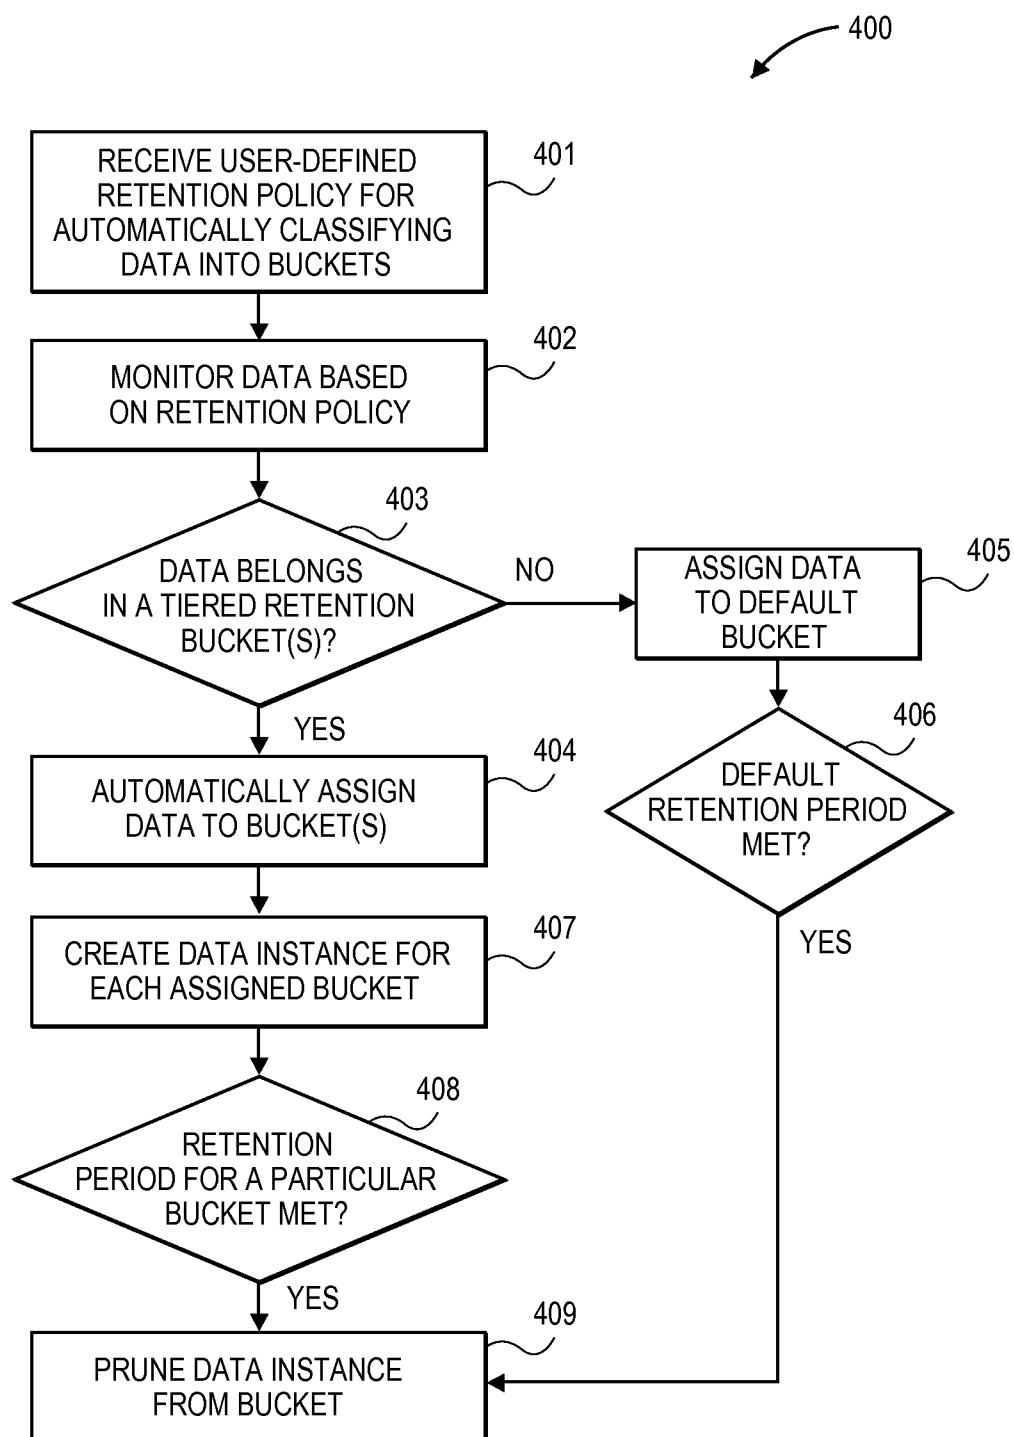 400
RECEIVE USER-DEFINED
RETENTION POLICY FOR
AUTOMATICALLY CLASSIFYING
DATA INTO BUCKETS
401
MONITOR DATA BASED
ON RETENTION POLICY
402
DATA BELONGS
IN A TIERED RETENTION
BUCKET(S)?
403
NO
ASSIGN DATA
TO DEFAULT
BUCKET
405
YES
AUTOMATICALLY ASSIGN
DATA TO BUCKET(S)
404
DEFAULT
RETENTION PERIOD
MET?
406
YES
CREATE DATA INSTANCE FOR
EACH ASSIGNED BUCKET
407
RETENTION
PERIOD FOR A PARTICULAR
BUCKET MET?
408
YES
PRUNE DATA INSTANCE
FROM BUCKET
409